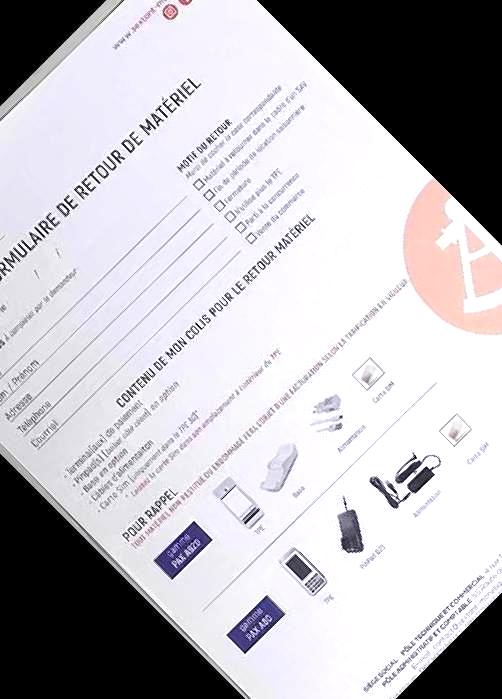 FORMULAIRE DE RETOUR DE MATÉRIEL
à compléter par le demandeur
Nom / Prénom
Adresse
Téléphone
Courriel
MOTIF DU RETOUR
Merci de cocher la case correspondante
Matériel à retourner dans le cadre d'un SAV
Fin de période de location saisonnière
Fermeture
N'utilise plus le TPE
Parti à la concurrence
Vente du commerce
CONTENU DE MON COLIS POUR LE RETOUR MATÉRIEL
- Terminal(aux) de paiement
- Pinpad(s) en option
- Base en option
- Câbles d'alimentation
- Carte Sim (uniquement dans le TPE 3G)
* Laissez la carte Sim dans son emplacement à l'intérieur du TPE
POUR RAPPEL
TOUT MATÉRIEL NON RESTITUÉ OU ENDOMMAGÉ FERA L'OBJET D'UNE FACTURATION SELON LA TARIFICATION EN VIGUEUR
gamme
PAX A920
TPE
Base
Alimentation
Carte SIM
gamme
PAX A80
TPE
PinPad
Alimentation
Carte SIM
SIEGE SOCIAL, PÔLE TECHNIQUE ET COMMERCIAL
PÔLE ADMINISTRATIF ET COMPTABLE